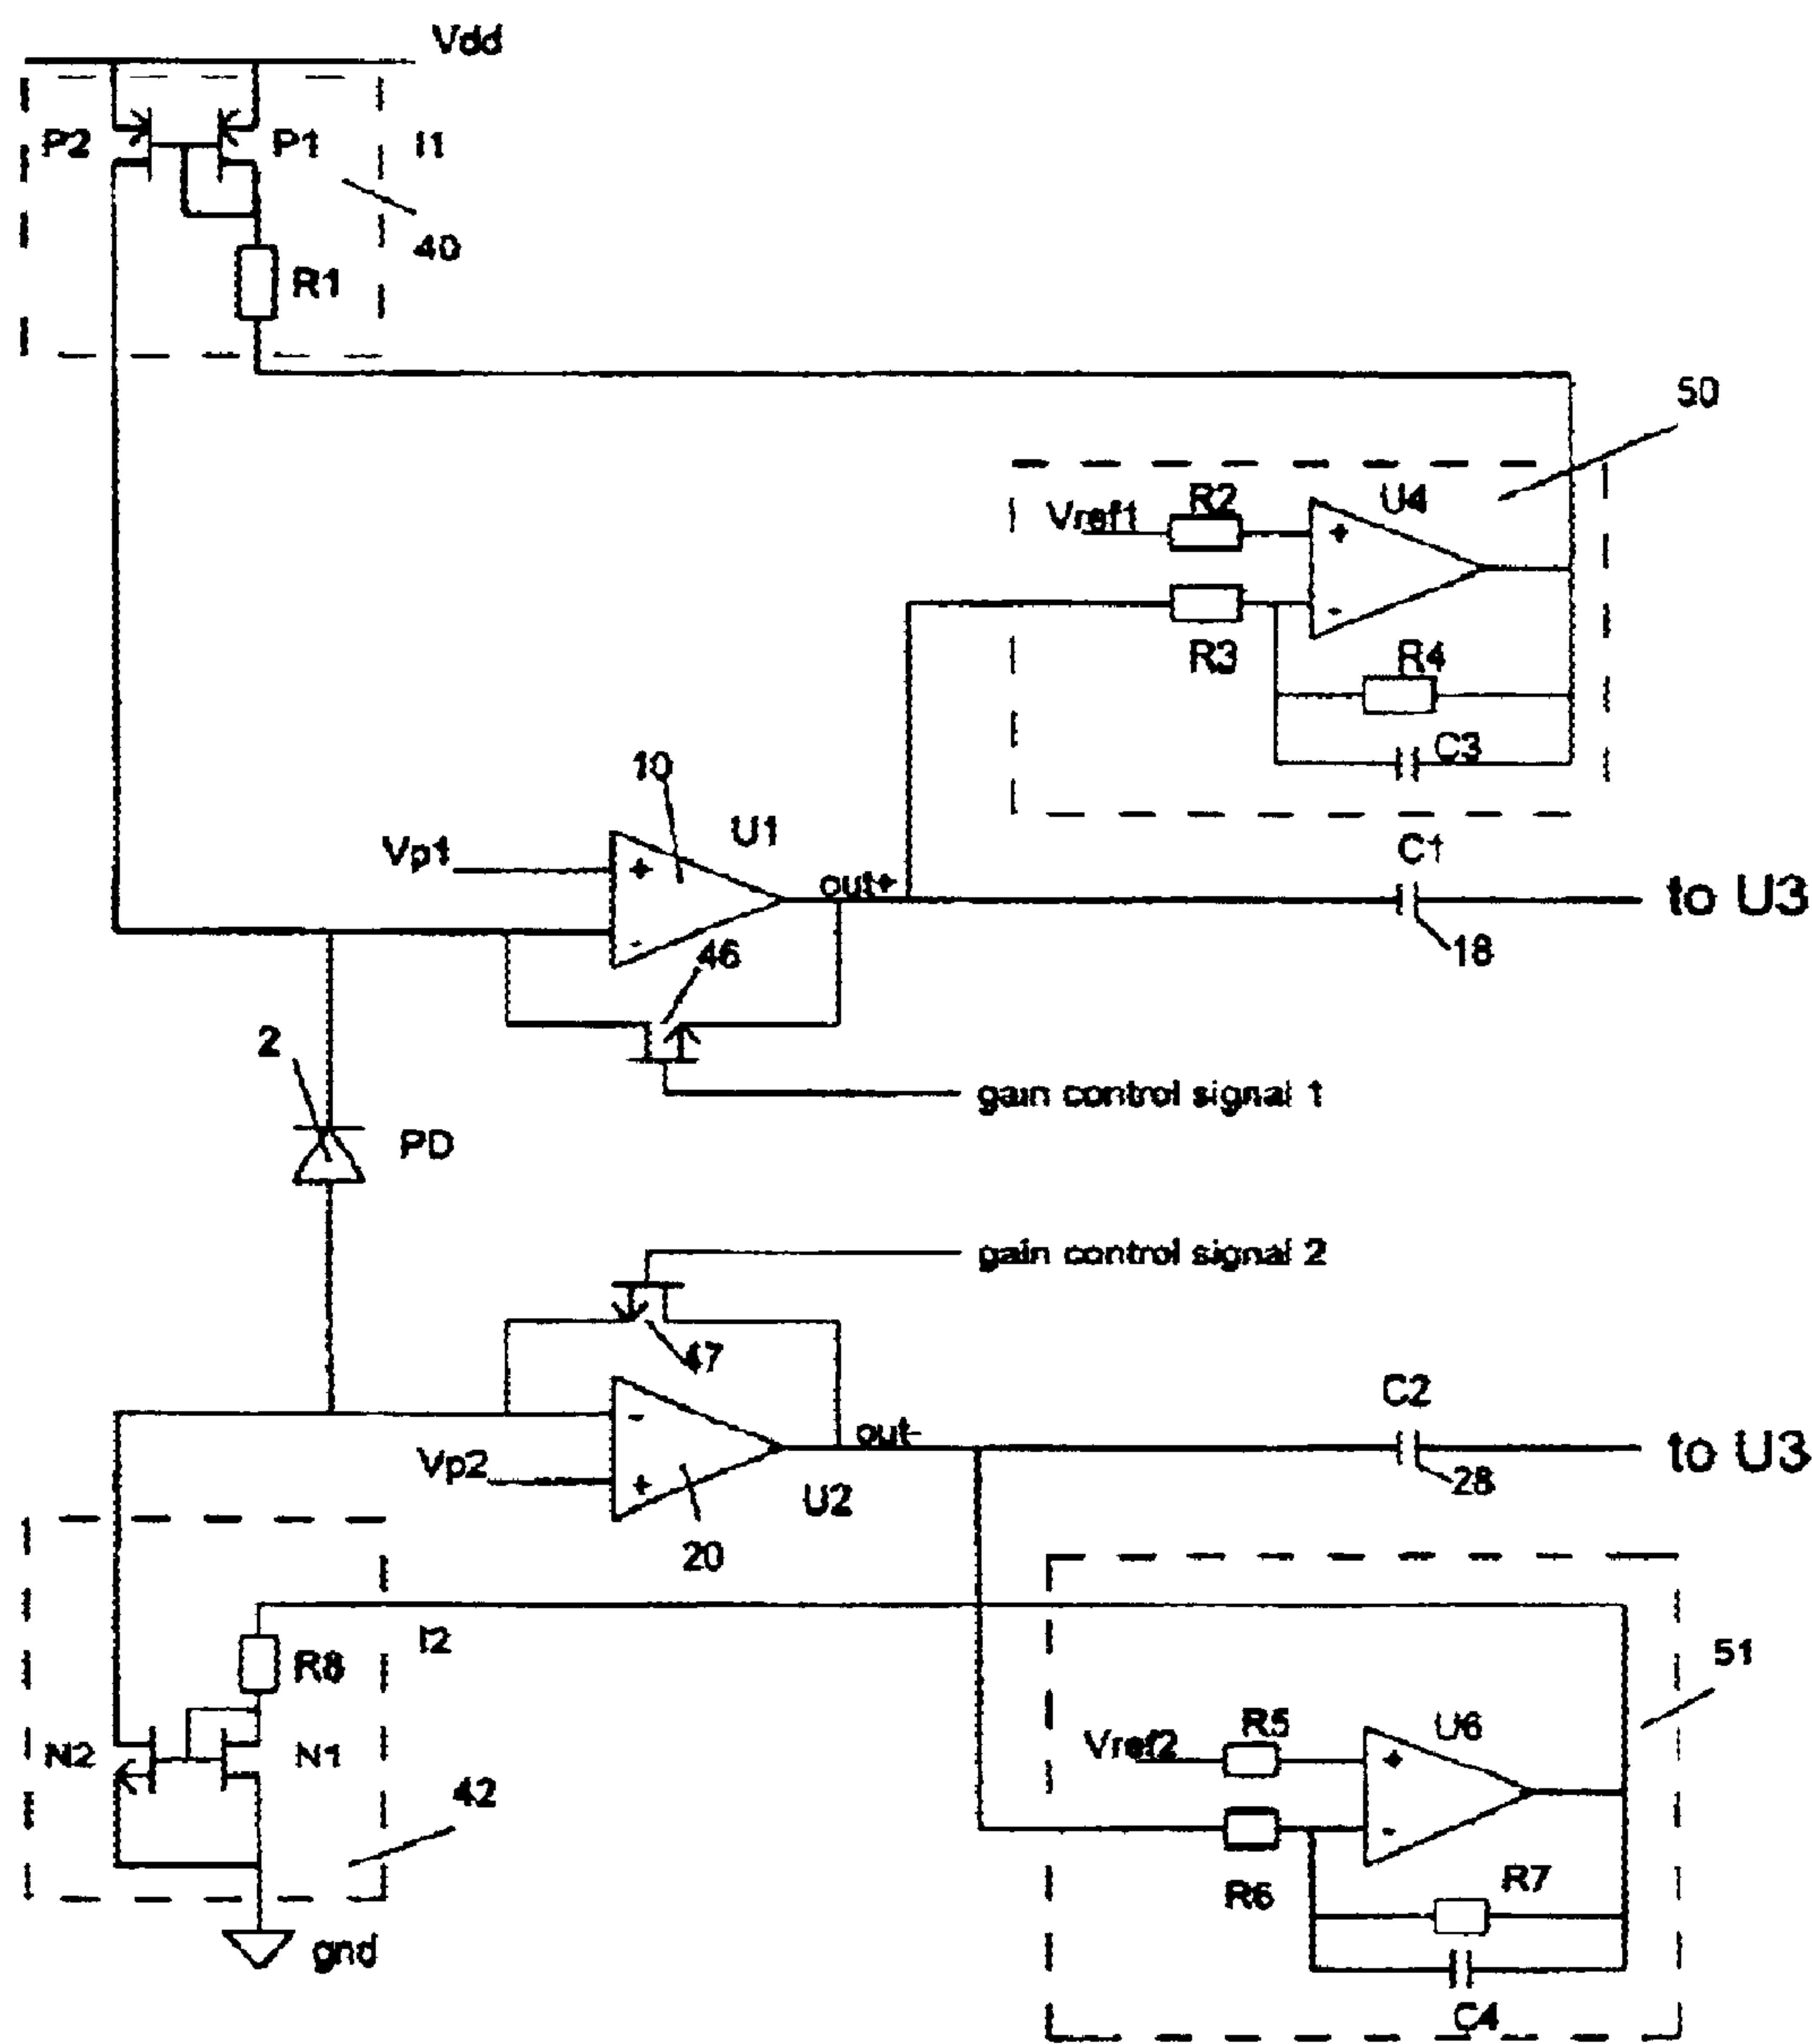 Vdd
P2
P1
I1
40
R1
50
Vref1
R2
U4
R3
R4
C3
10
U1
Vp1
out+
C1
to U3
18
46
2
gain control signal 1
PD
gain control signal 2
47
C2
out-
Vp2
to U3
28
U2
20
I2
R8
51
N2
N1
Vref2
R5
U6
42
R6
R7
gnd
C4